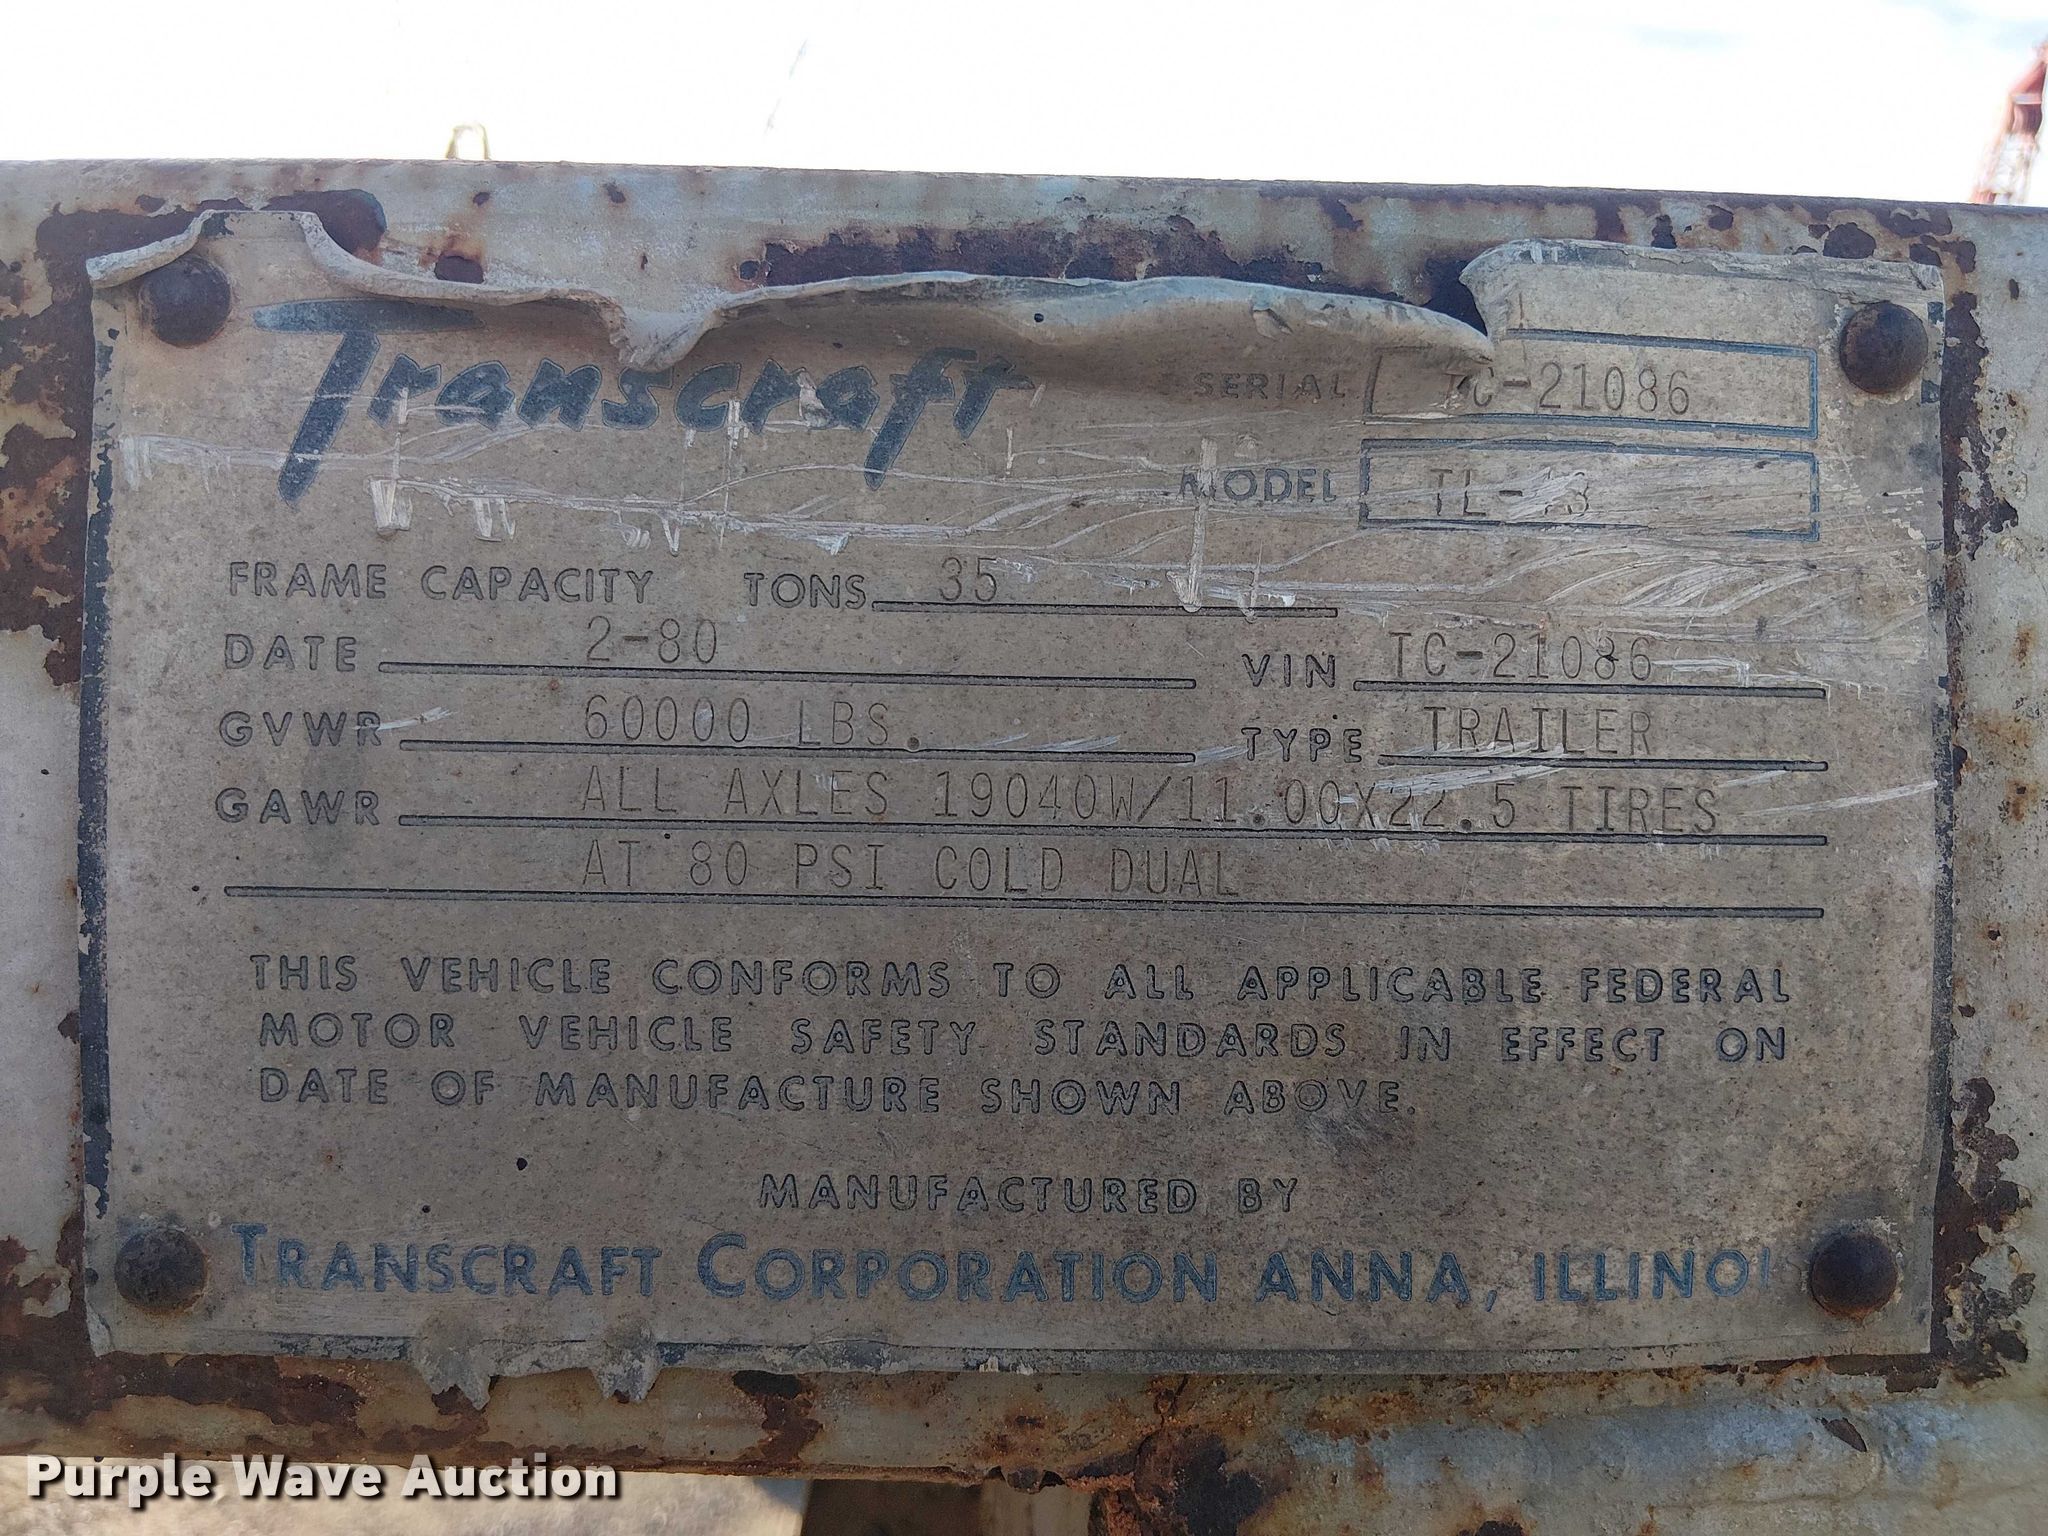 Transcraft
SERIAL TC-21086
MODEL
FRAME CAPACITY TONS 35
DATE 2-80
VIN TC-21086
GVWR 60000 LBS.
TYPE TRAILER
GAWR ALL AXLES 19040W/11.00X22.5 TIRES
AT 80 PSI COLD DUAL
THIS VEHICLE CONFORMS TO ALL APPLICABLE FEDERAL
MOTOR VEHICLE SAFETY STANDARDS IN EFFECT ON
DATE OF MANUFACTURE SHOWN ABOVE.
MANUFACTURED BY
TRANSCRAFT CORPORATION ANNA, ILLINOIS
Purple Wave Auction